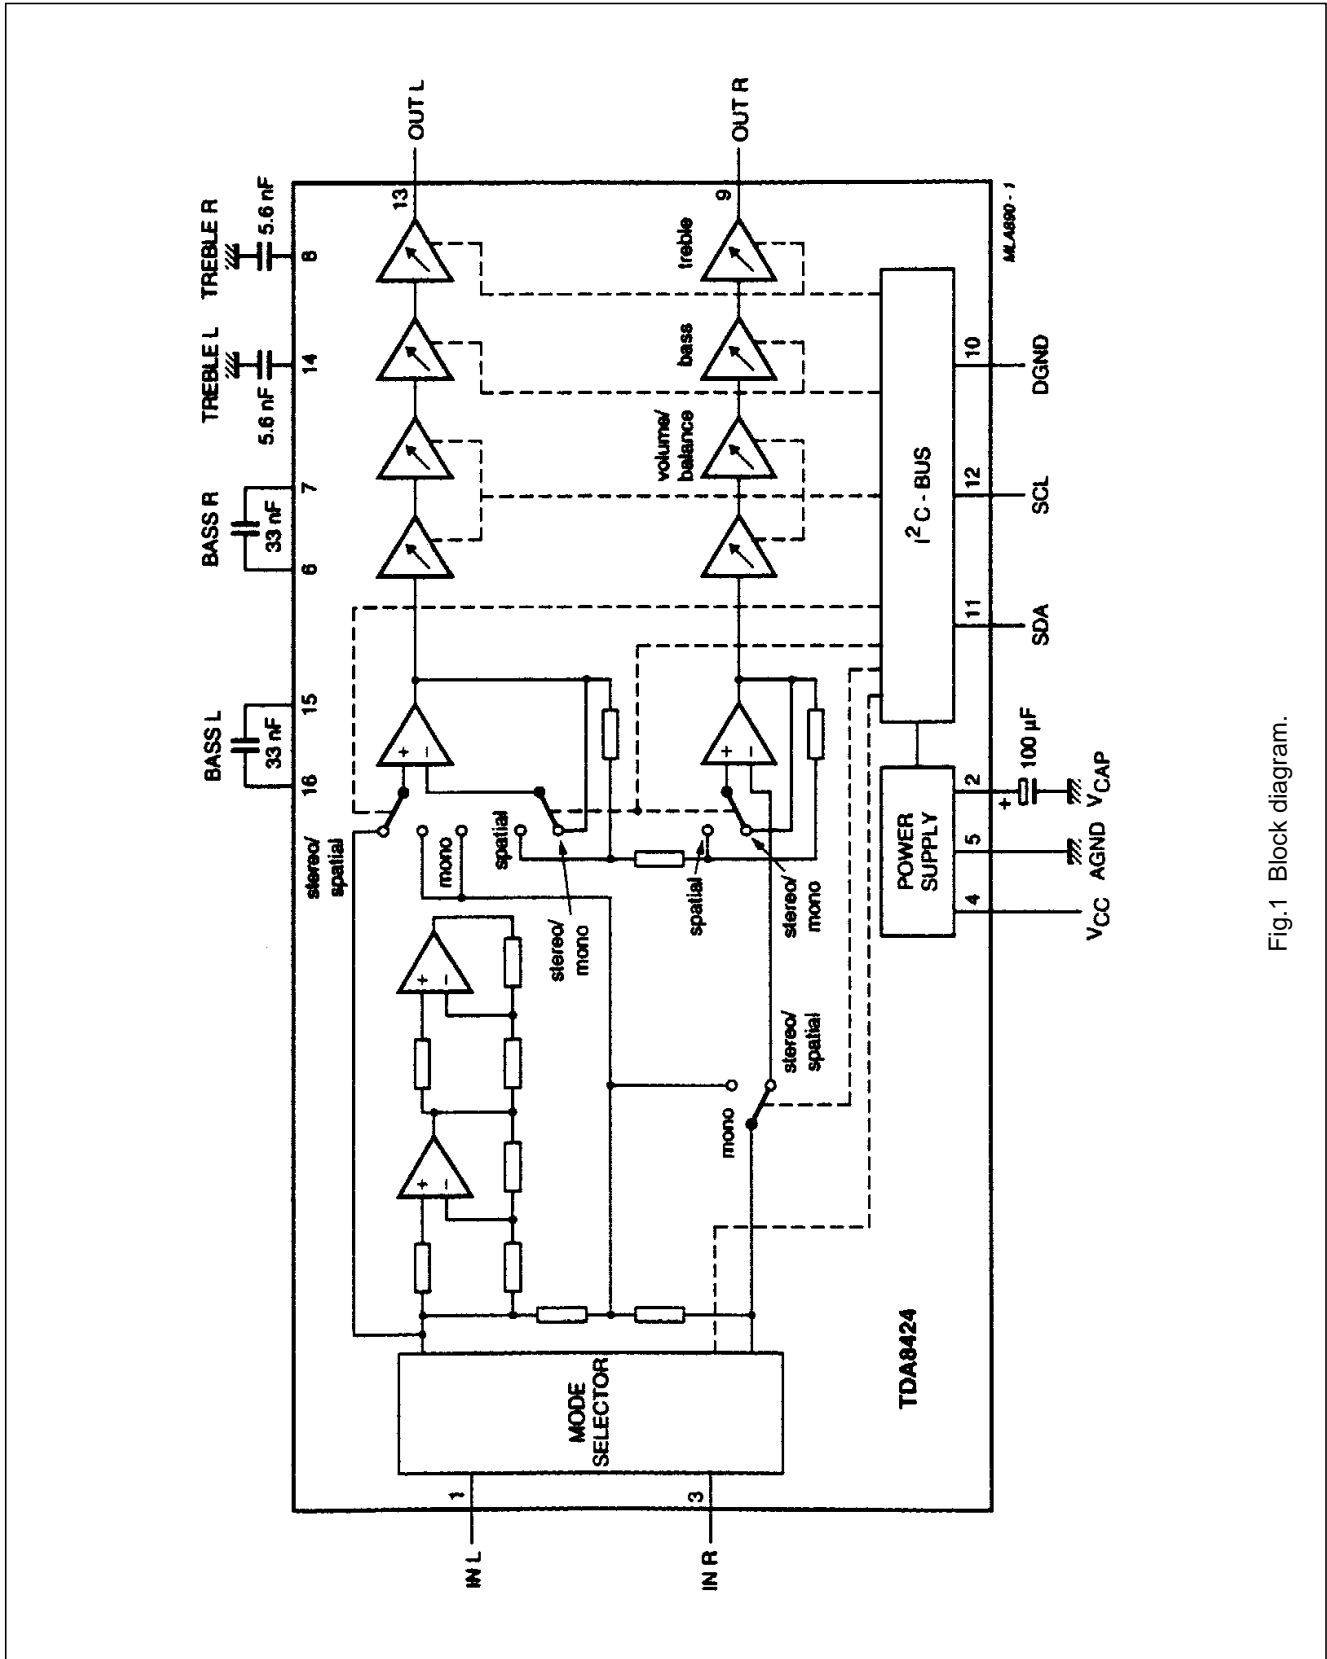 BASS L
BASS R
TREBLE L
TREBLE R
33 nF
33 nF
5.6 nF
5.6 nF
16
15
6
7
14
8
stereo/
spatial
mono
spatial
stereo/
mono
+
–
+
–
+
–
13
OUT L
IN L
1
MODE
SELECTOR
IN R
3
mono
stereo/
spatial
spatial
stereo/
mono
+
–
volume/
balance
bass
treble
9
OUT R
POWER
SUPPLY
I2C - BUS
TDA8424
4
5
2
11
12
10
+
100 µF
VCC
AGND
VCAP
SDA
SCL
DGND
MLA890 - 1
Fig.1 Block diagram.